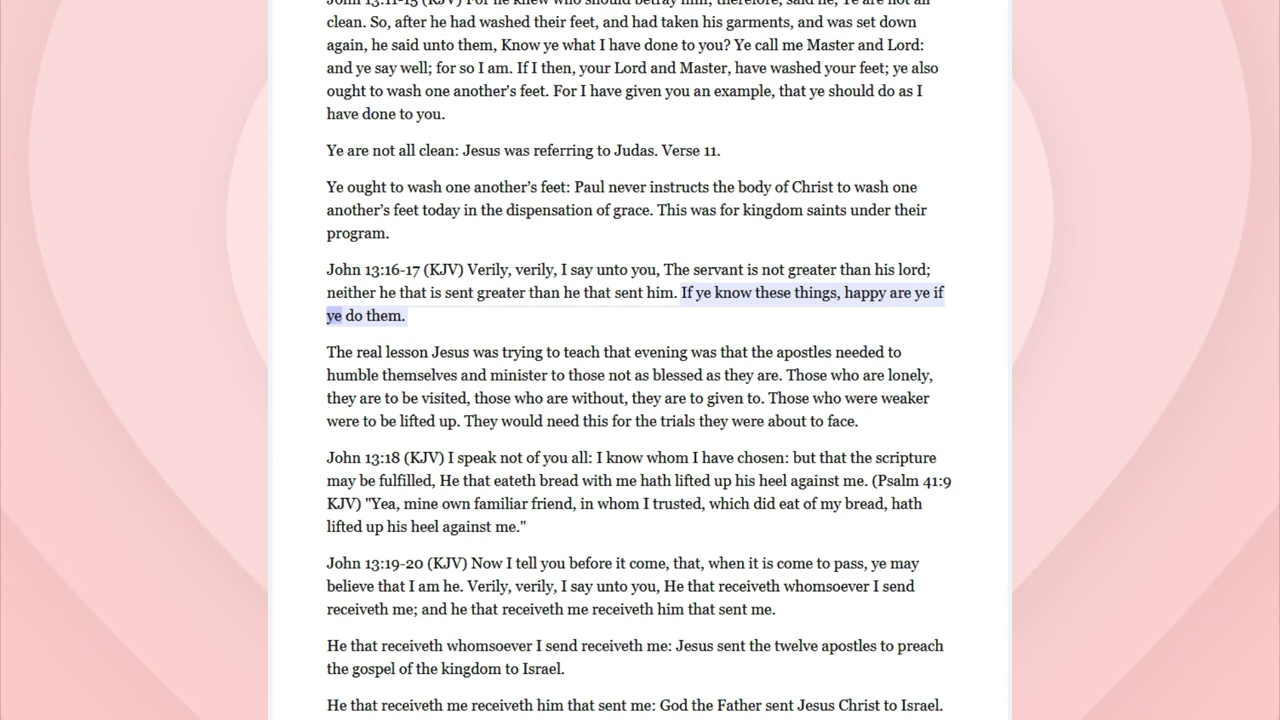 John 13:11-15 (KJV) For he knew who should betray him; therefore, said he, Ye are not all
clean. So, after he had washed their feet, and had taken his garments, and was set down
again, he said unto them, Know ye what I have done to you? Ye call me Master and Lord:
and ye say well; for so I am. If I then, your Lord and Master, have washed your feet; ye also
ought to wash one another's feet. For I have given you an example, that ye should do as I
have done to you.
Ye are not all clean: Jesus was referring to Judas. Verse 11.
Ye ought to wash one another’s feet: Paul never instructs the body of Christ to wash one
another’s feet today in the dispensation of grace. This was for kingdom saints under their
program.
John 13:16-17 (KJV) Verily, verily, I say unto you, The servant is not greater than his lord;
neither he that is sent greater than he that sent him. If ye know these things, happy are ye if
ye do them.
The real lesson Jesus was trying to teach that evening was that the apostles needed to
humble themselves and minister to those not as blessed as they are. Those who are lonely,
they are to be visited, those who are without, they are to given to. Those who were weaker
were to be lifted up. They would need this for the trials they were about to face.
John 13:18 (KJV) I speak not of you all: I know whom I have chosen: but that the scripture
may be fulfilled, He that eateth bread with me hath lifted up his heel against me. (Psalm 41:9
KJV) "Yea, mine own familiar friend, in whom I trusted, which did eat of my bread, hath
lifted up his heel against me."
John 13:19-20 (KJV) Now I tell you before it come, that, when it is come to pass, ye may
believe that I am he. Verily, verily, I say unto you, He that receiveth whomsoever I send
receiveth me; and he that receiveth me receiveth him that sent me.
He that receiveth whomsoever I send receiveth me: Jesus sent the twelve apostles to preach
the gospel of the kingdom to Israel.
He that receiveth me receiveth him that sent me: God the Father sent Jesus Christ to Israel.